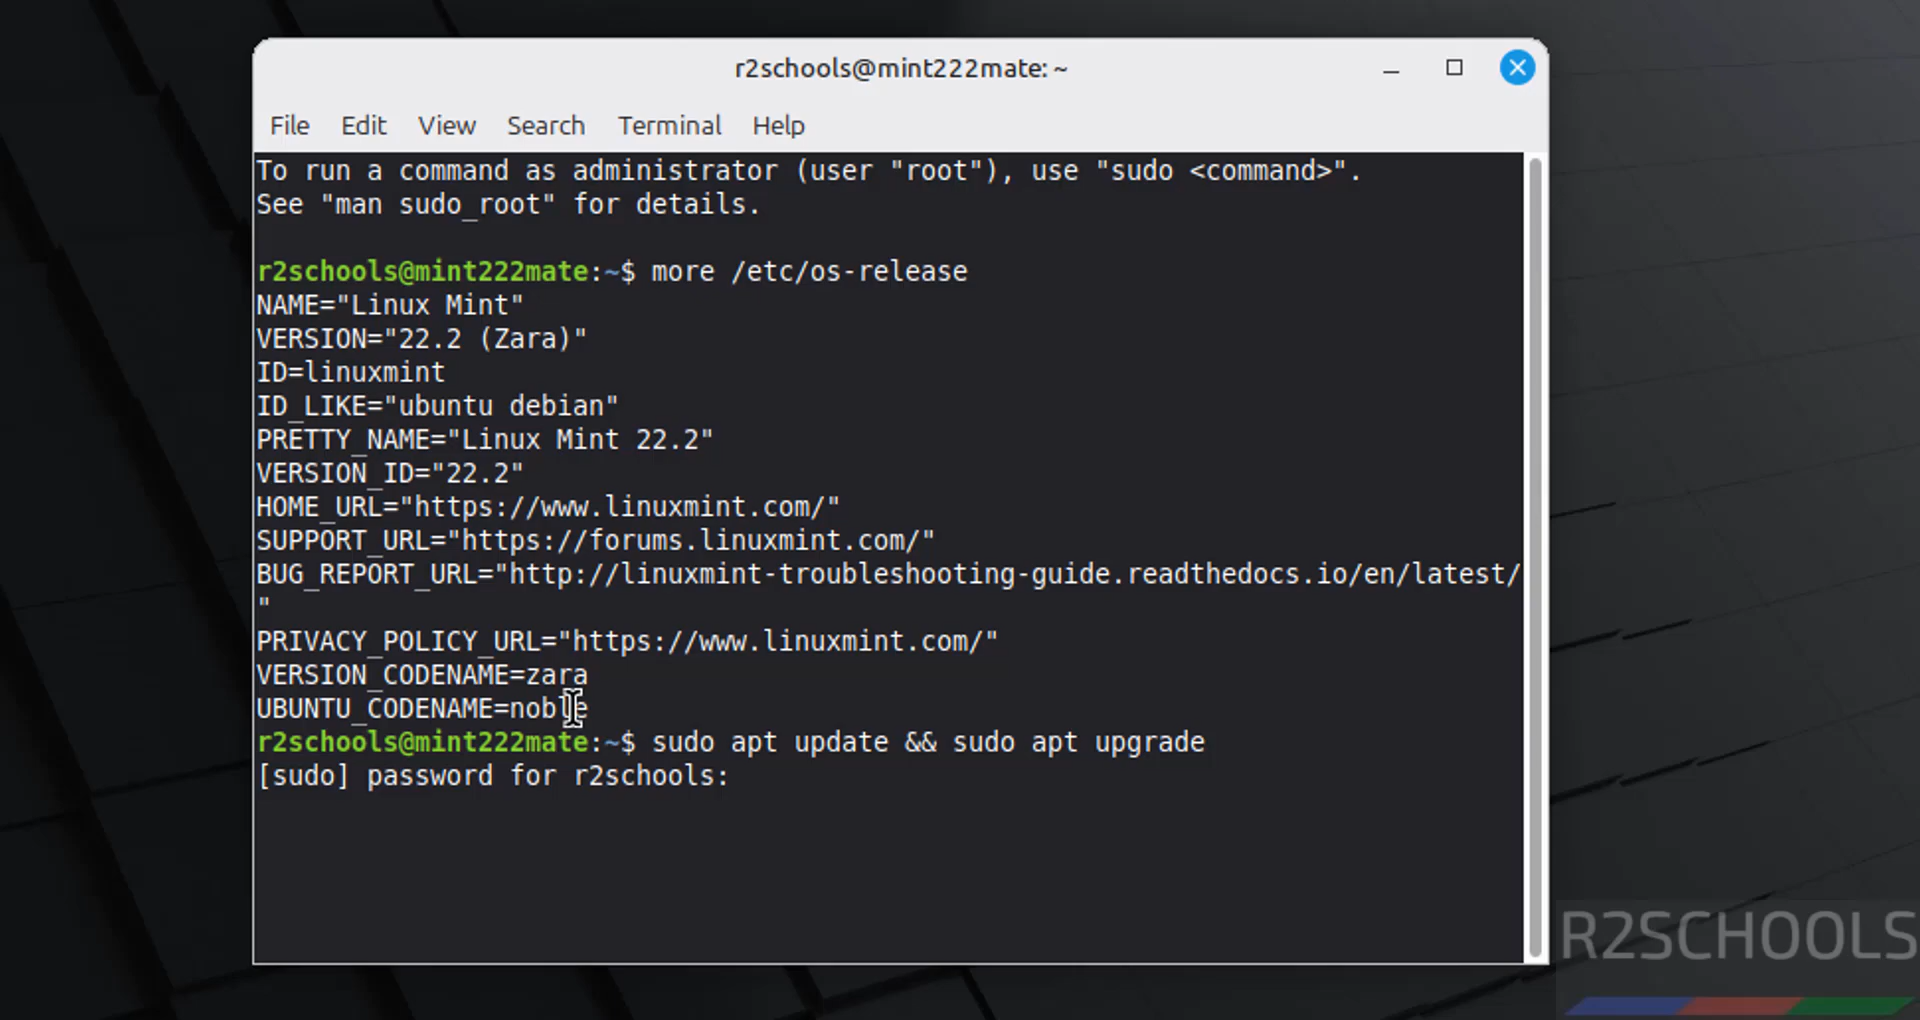 r2schools@mint222mate: ~
File Edit View Search Terminal Help
To run a command as administrator (user "root"), use "sudo <command>".
See "man sudo_root" for details.
r2schools@mint222mate:~$ more /etc/os-release
NAME="Linux Mint"
VERSION="22.2 (Zara)"
ID=linuxmint
ID_LIKE="ubuntu debian"
PRETTY_NAME="Linux Mint 22.2"
VERSION_ID="22.2"
HOME_URL="https://www.linuxmint.com/"
SUPPORT_URL="https://forums.linuxmint.com/"
BUG_REPORT_URL="http://linuxmint-troubleshooting-guide.readthedocs.io/en/latest/
"
PRIVACY_POLICY_URL="https://www.linuxmint.com/"
VERSION_CODENAME=zara
UBUNTU_CODENAME=noble
r2schools@mint222mate:~$ sudo apt update && sudo apt upgrade
[sudo] password for r2schools:
R2SCHOOLS